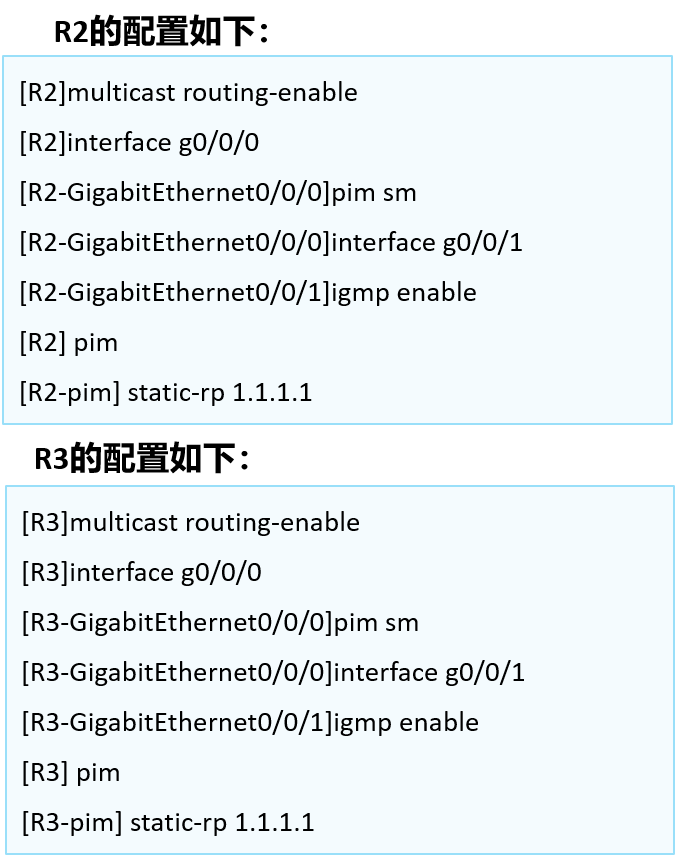 R2的配置如下：
[R2]multicast routing-enable
[R2]interface g0/0/0
[R2-GigabitEthernet0/0/0]pim sm
[R2-GigabitEthernet0/0/0]interface g0/0/1
[R2-GigabitEthernet0/0/1]igmp enable
[R2] pim
[R2-pim] static-rp 1.1.1.1
R3的配置如下：
[R3]multicast routing-enable
[R3]interface g0/0/0
[R3-GigabitEthernet0/0/0]pim sm
[R3-GigabitEthernet0/0/0]interface g0/0/1
[R3-GigabitEthernet0/0/1]igmp enable
[R3] pim
[R3-pim] static-rp 1.1.1.1